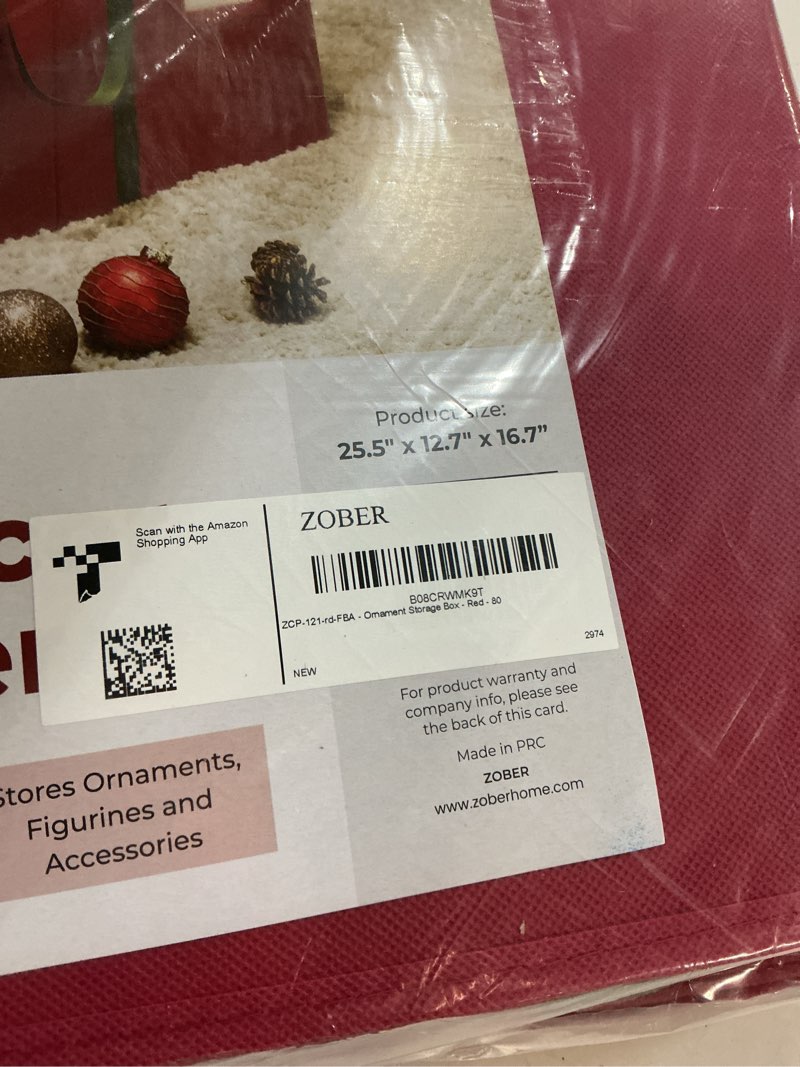 Product size:
25.5" x 12.7" x 16.7"
Scan with the Amazon
Shopping App
ZOBER
B08CRWMK9T
ZCP-121-rd-FBA - Ornament Storage Box - Red - 80
NEW
2974
For product warranty and
company info, please see
the back of this card.
Made in PRC
ZOBER
www.zoberhome.com
Stores Ornaments,
Figurines and
Accessories